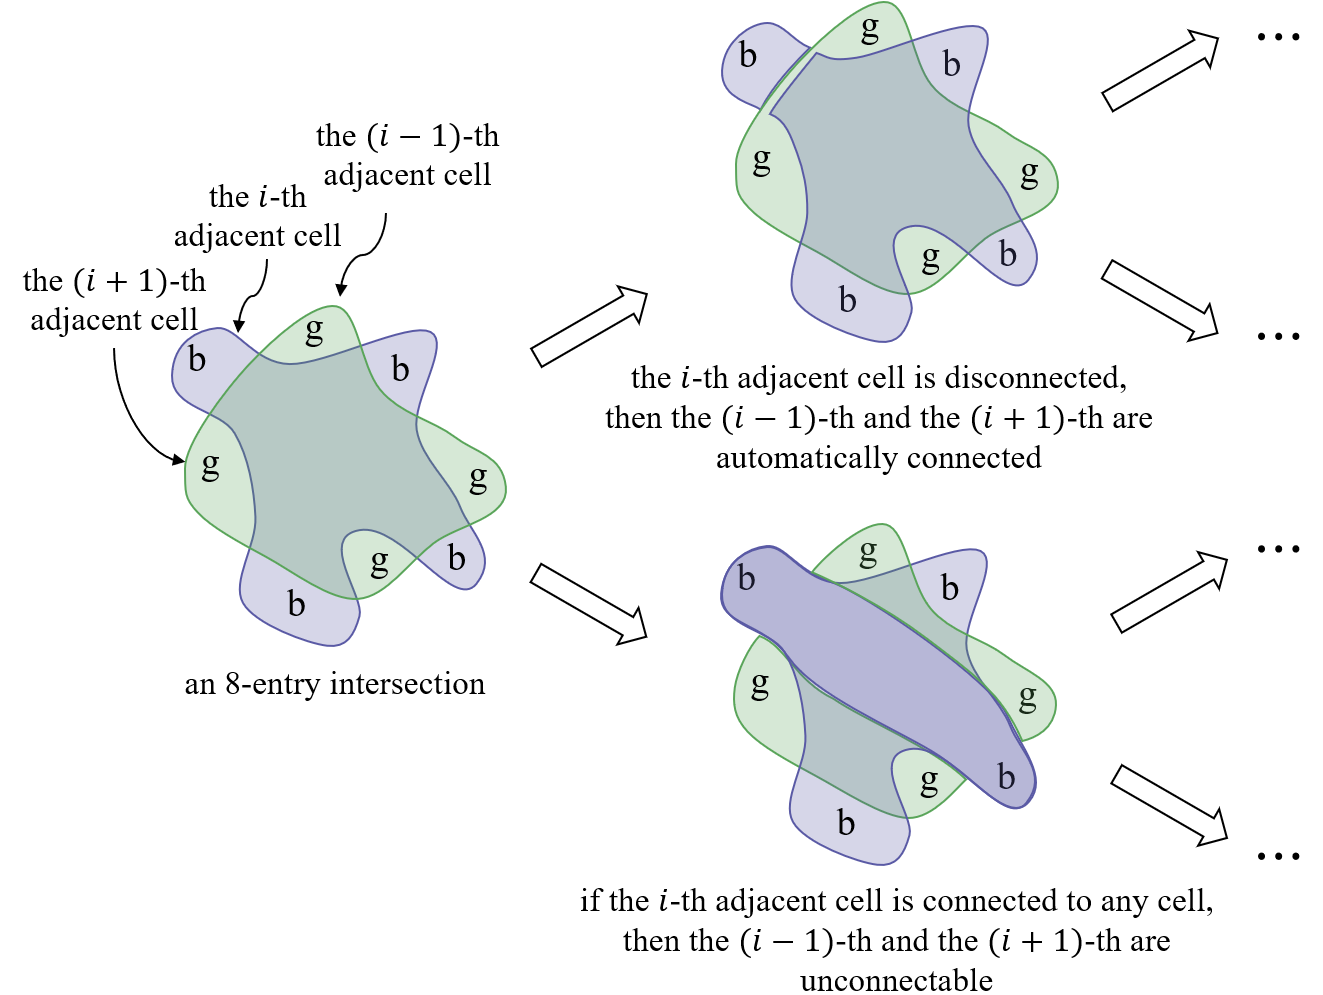 the (i − 1)-th
adjacent cell
the i-th
adjacent cell
the (i + 1)-th
adjacent cell
b
g
b
g
g
g
b
b
an 8-entry intersection
g
b
b
g
g
g
b
b
...
...
the i-th adjacent cell is disconnected,
then the (i − 1)-th and the (i + 1)-th are
automatically connected
g
b
b
g
g
b
g
b
...
...
if the i-th adjacent cell is connected to any cell,
then the (i − 1)-th and the (i + 1)-th are
unconnectable